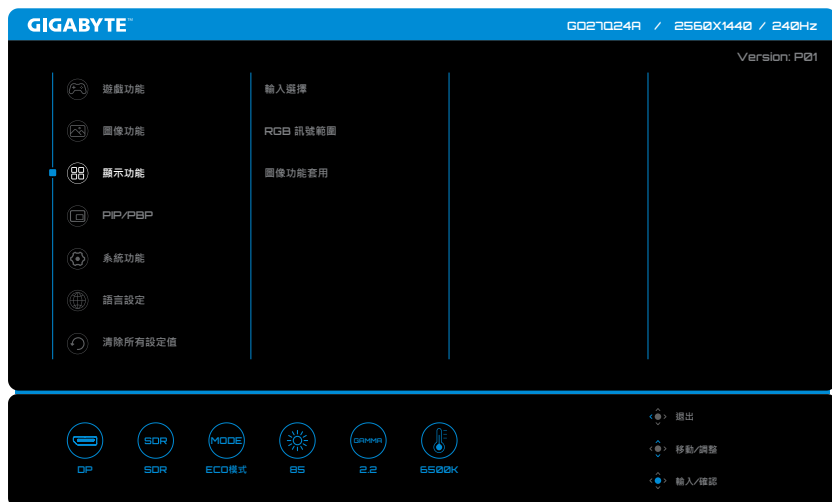 GIGABYTE™
GO27Q24A / 2560X1440 / 240Hz
Version: P01
遊戲功能
圖像功能
顯示功能
PIP/PBP
系統功能
語言設定
清除所有設定值
輸入選擇
RGB 訊號範圍
圖像功能套用
SDR
MODE
GAMMA
DP
SDR
ECO模式
85
2.2
6500K
退出
移動/調整
輸入/確認